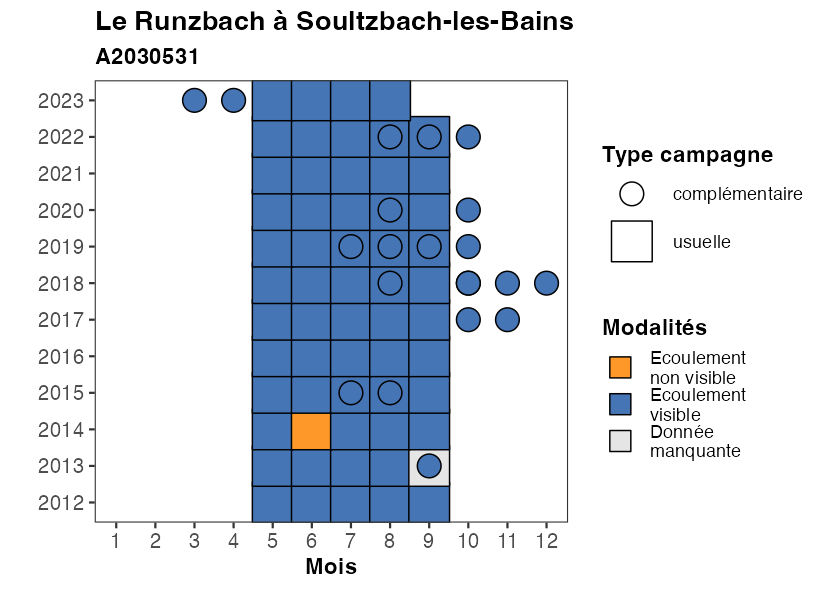 Le Runzbach à Soultzbach-les-Bains
A2030531
2023
2022
2021
2020
2019
2018
2017
2016
2015
2014
2013
2012
1 2 3 4 5 6 7 8 9 10 11 12
Mois
Type campagne
complémentaire
usuelle
Modalités
Ecoulement
non visible
Ecoulement
visible
Donnée
manquante